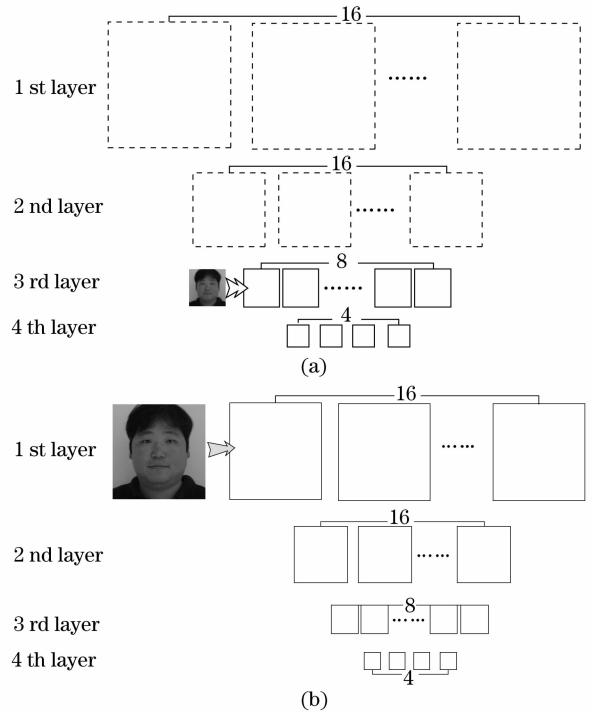 16
1 st layer
......
16
2 nd layer
......
8
3 rd layer
......
4
4 th layer
(a)
16
1 st layer
......
16
2 nd layer
......
8
3 rd layer
......
4 th layer
4
(b)